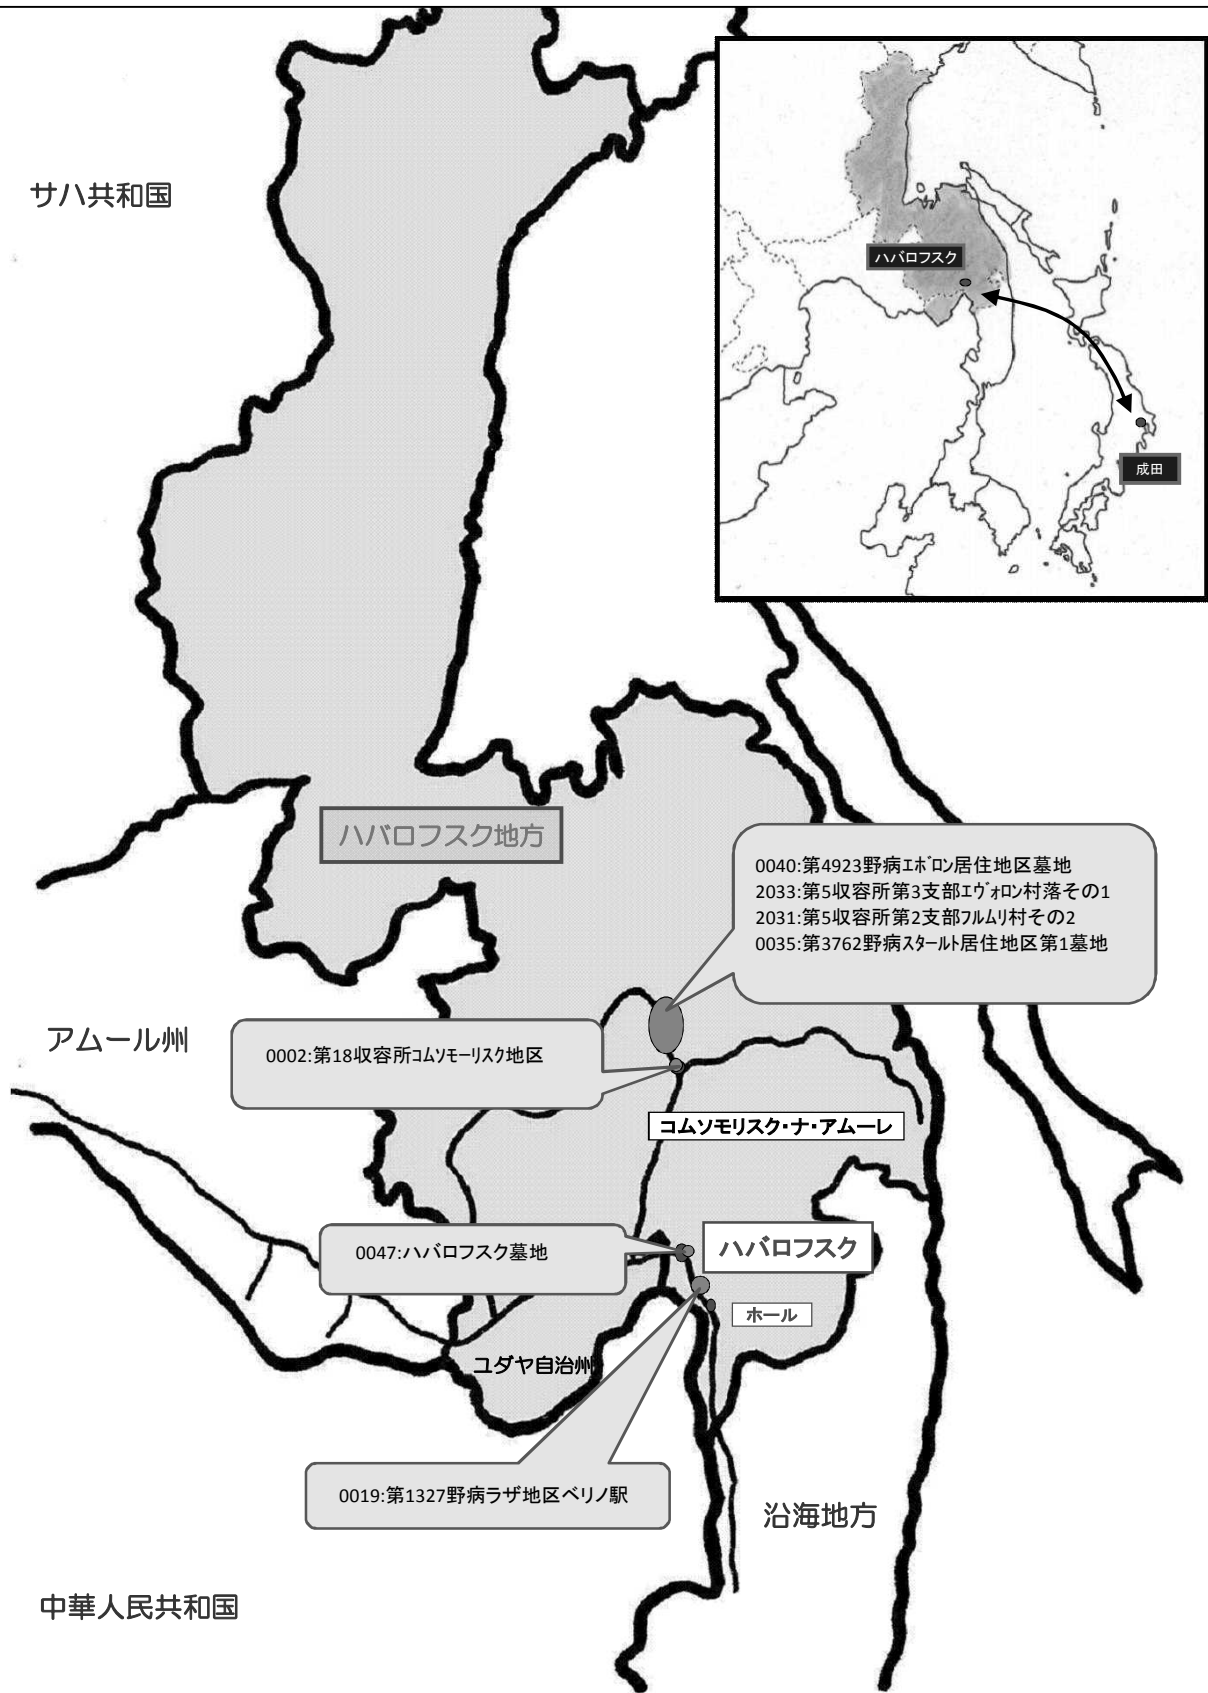 サハ共和国
ハバロフスク
成田
ハバロフスク地方
0040:第4923野病エボロン居住地区墓地
2033:第5収容所第3支部エヴォロン村落その1
2031:第5収容所第2支部フルムリ村その2
0035:第3762野病スタールト居住地区第1墓地
アムール州
0002:第18収容所コムソモーリスク地区
コムソモリスク・ナ・アムーレ
0047:ハバロフスク墓地
ハバロフスク
ホール
ユダヤ自治州
0019:第1327野病ラザ地区ベリノ駅
沿海地方
中華人民共和国